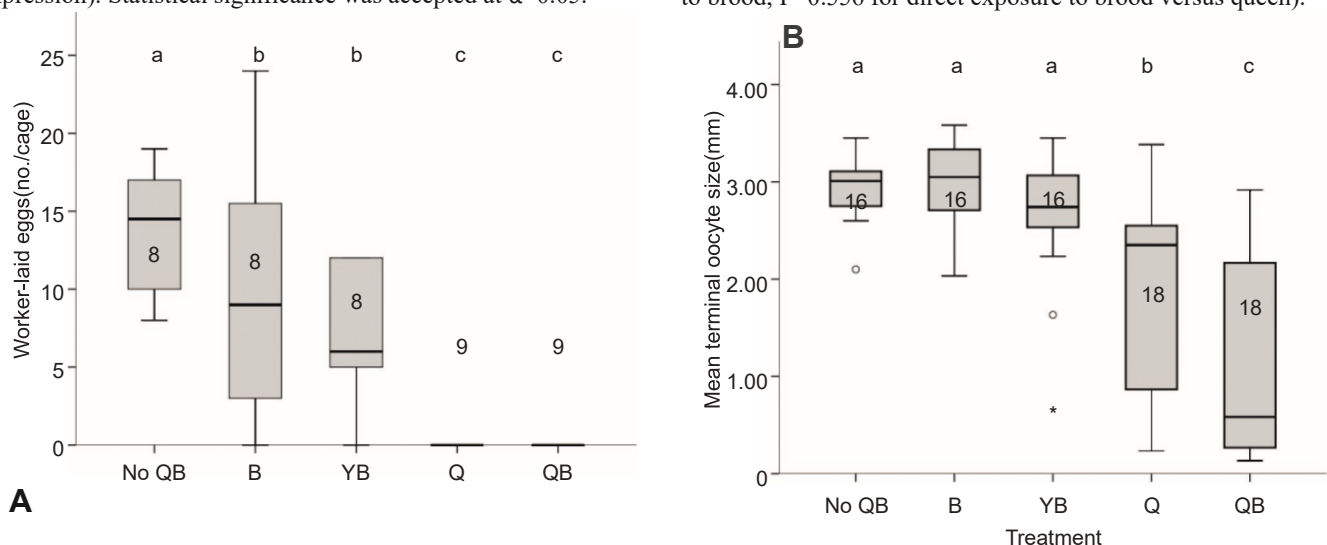 pression). Statistical significance was accepted at α=0.05.
to brood; P=0.556 for direct exposure to brood versus queen).
25
20
15
10
5
0
Worker-laid eggs(no./cage)
a b b c c
8 8 8 9 9
No QB B YB Q QB
A
B
4.00
3.00
2.00
1.00
0
Mean terminal oocyte size(mm)
a a a b c
16 16 16 18 18
*
No QB B YB Q QB
Treatment